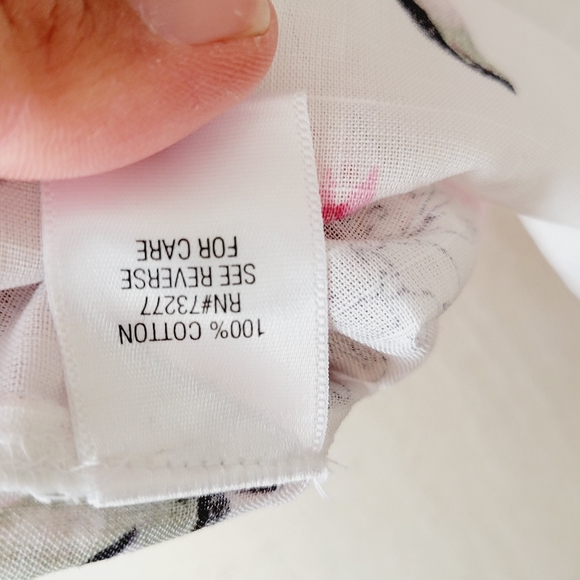 100% COTTON
RN#73277
SEE REVERSE
FOR CARE